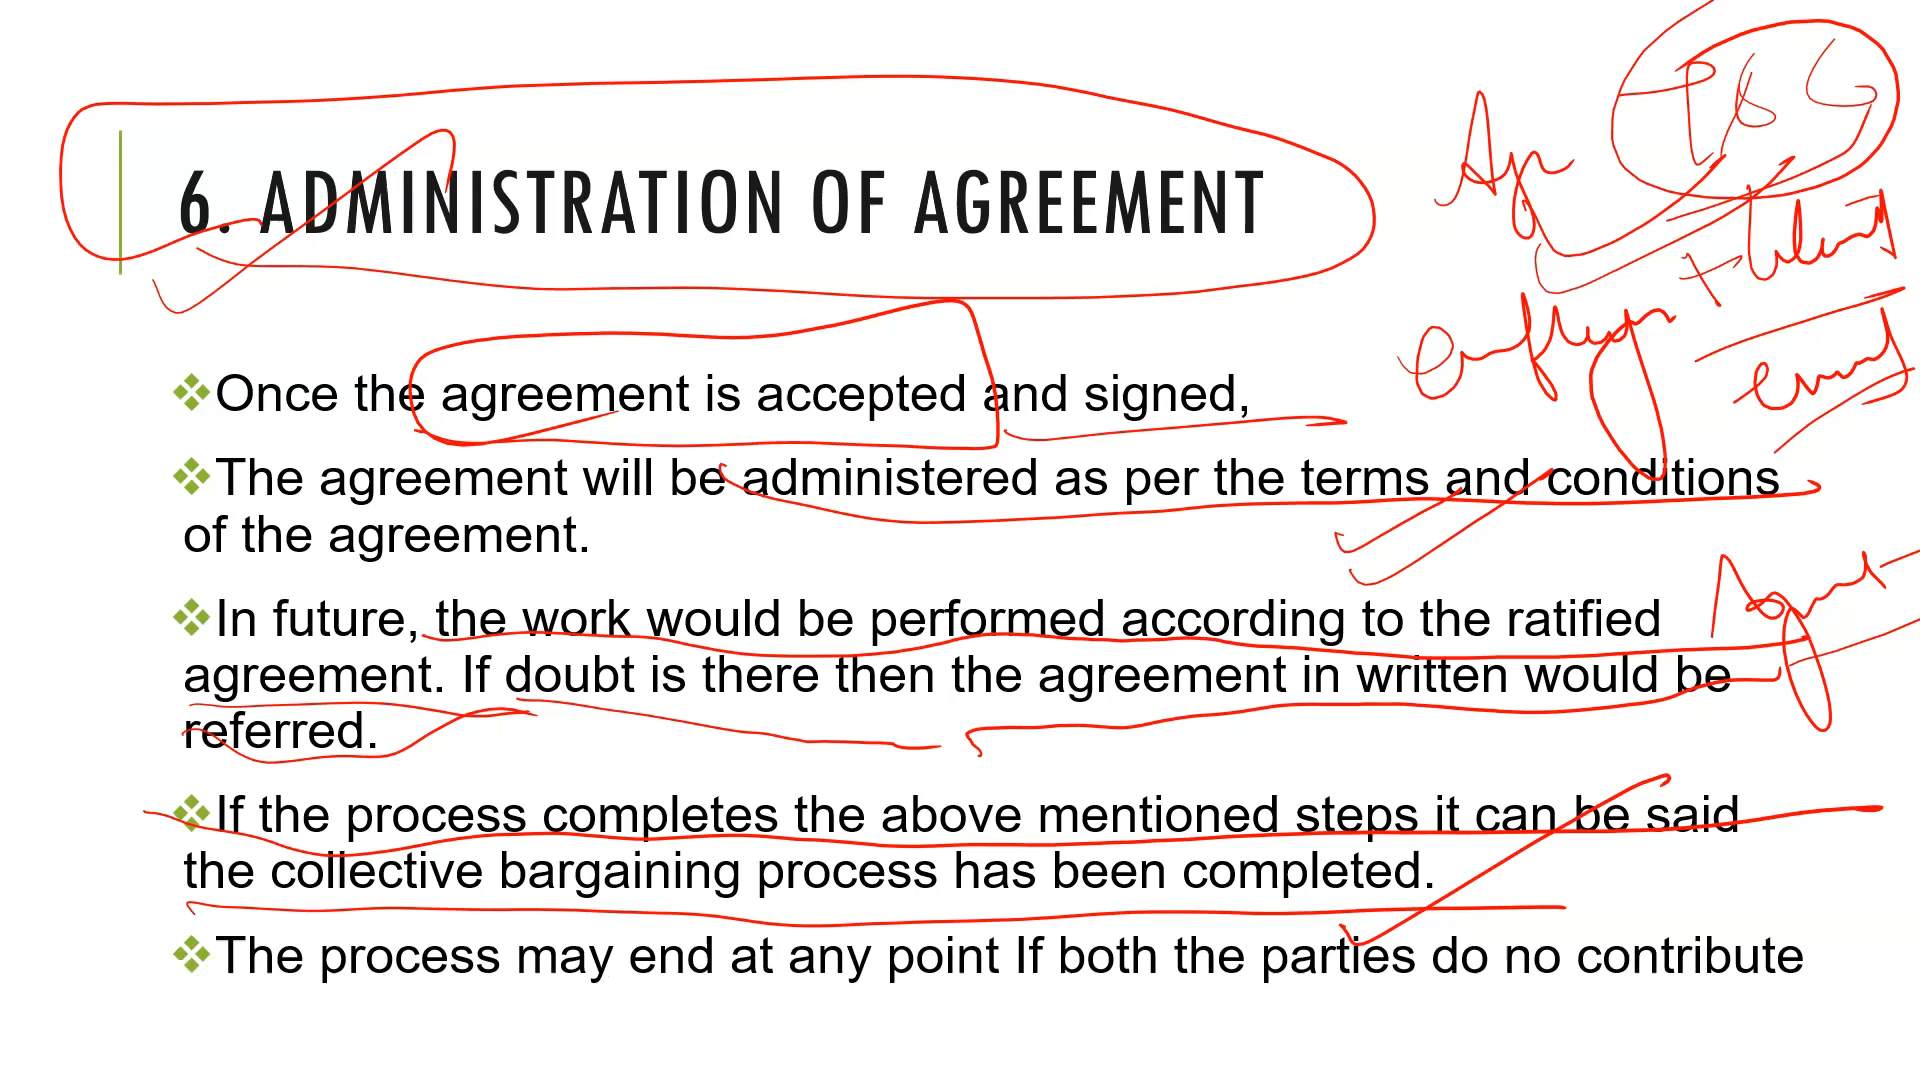 6. ADMINISTRATION OF AGREEMENT
Once the agreement is accepted and signed,
The agreement will be administered as per the terms and conditions
of the agreement.
In future, the work would be performed according to the ratified
agreement. If doubt is there then the agreement in written would be
referred.
If the process completes the above mentioned steps it can be said
the collective bargaining process has been completed.
The process may end at any point If both the parties do no contribute